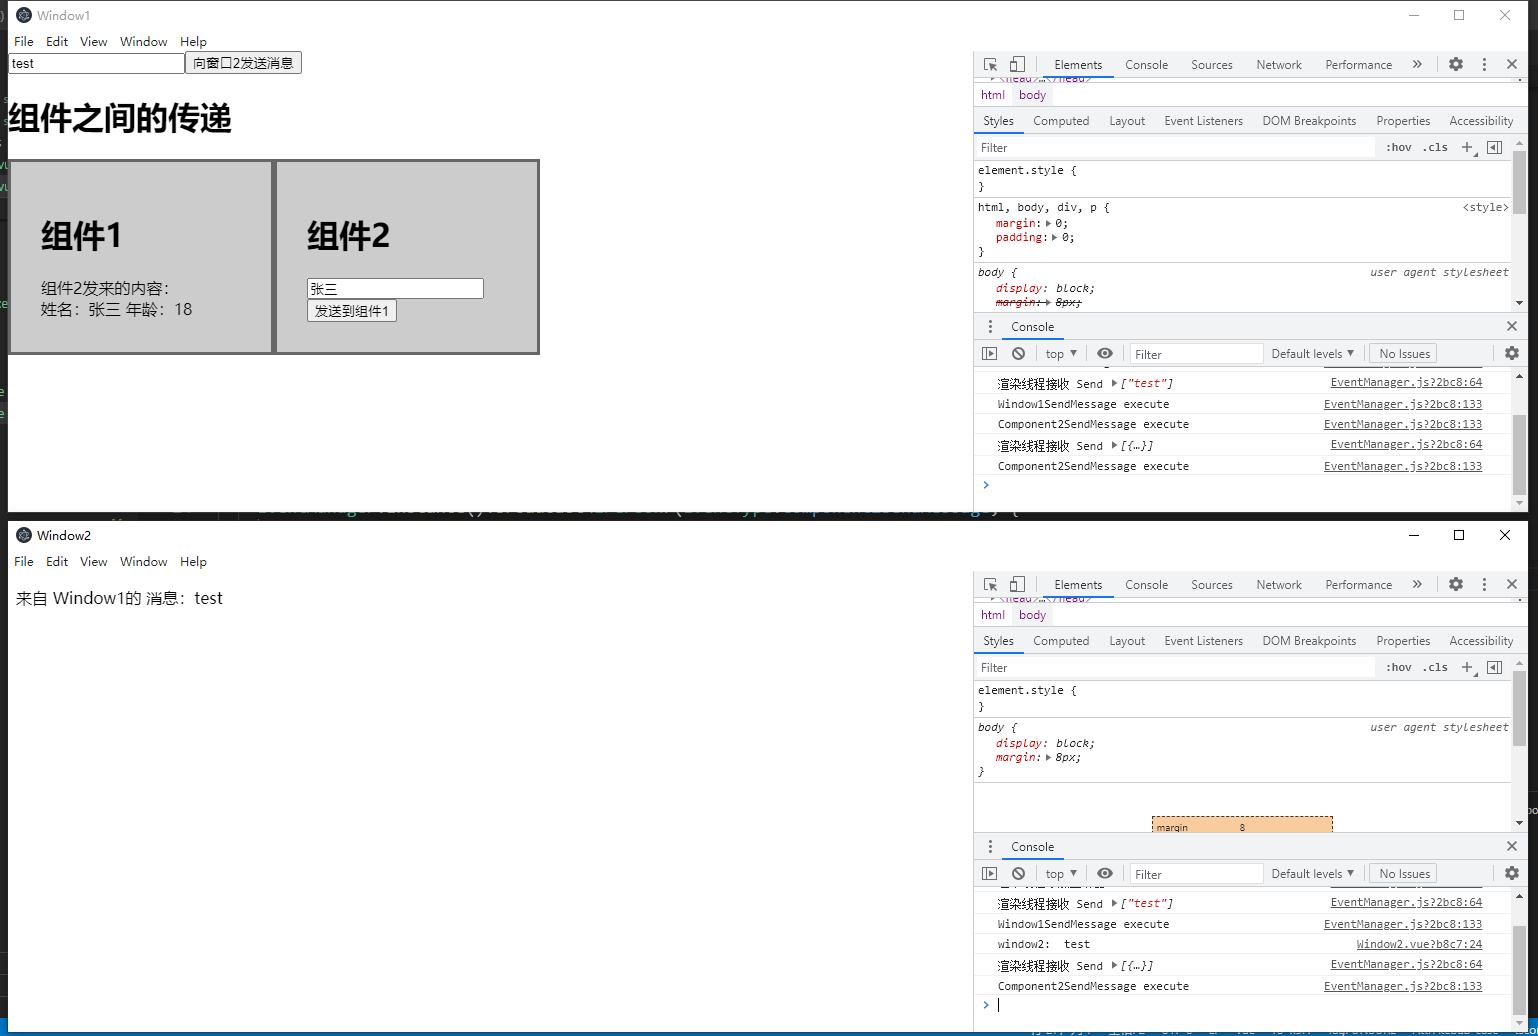 Window1
File Edit View Window Help
test 向窗口2发送消息
组件之间的传递
组件1
组件2发来的内容：
姓名：张三 年龄：18
组件2
张三
发送到组件1
Elements Console Sources Network Performance
html body
Styles Computed Layout Event Listeners DOM Breakpoints Properties Accessibility
Filter :hov .cls
element.style {
}
html, body, div, p { <style>
margin: 0;
padding: 0;
}
body { user agent stylesheet
display: block;
margin: 8px;
Console
top Filter Default levels No Issues
渲染线程接收 Send ["test"] EventManager.js?2bc8:64
Window1SendMessage execute EventManager.js?2bc8:133
Component2SendMessage execute EventManager.js?2bc8:133
渲染线程接收 Send [{…}] EventManager.js?2bc8:64
Component2SendMessage execute EventManager.js?2bc8:133
Window2
File Edit View Window Help
来自 Window1的 消息：test
Elements Console Sources Network Performance
html body
Styles Computed Layout Event Listeners DOM Breakpoints Properties Accessibility
Filter :hov .cls
element.style {
}
body { user agent stylesheet
display: block;
margin: 8px;
}
margin 8
Console
top Filter Default levels No Issues
渲染线程接收 Send ["test"] EventManager.js?2bc8:64
Window1SendMessage execute EventManager.js?2bc8:133
window2: test Window2.vue?b8c7:24
渲染线程接收 Send [{…}] EventManager.js?2bc8:64
Component2SendMessage execute EventManager.js?2bc8:133